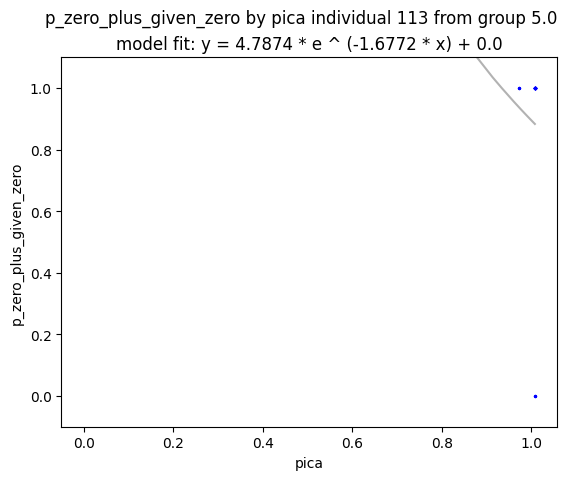 p_zero_plus_given_zero by pica individual 113 from group 5.0
model fit: y = 4.7874 * e ^ (-1.6772 * x) + 0.0
1.0
0.8
0.6
0.4
0.2
0.0
p_zero_plus_given_zero
0.0 0.2 0.4 0.6 0.8 1.0
pica